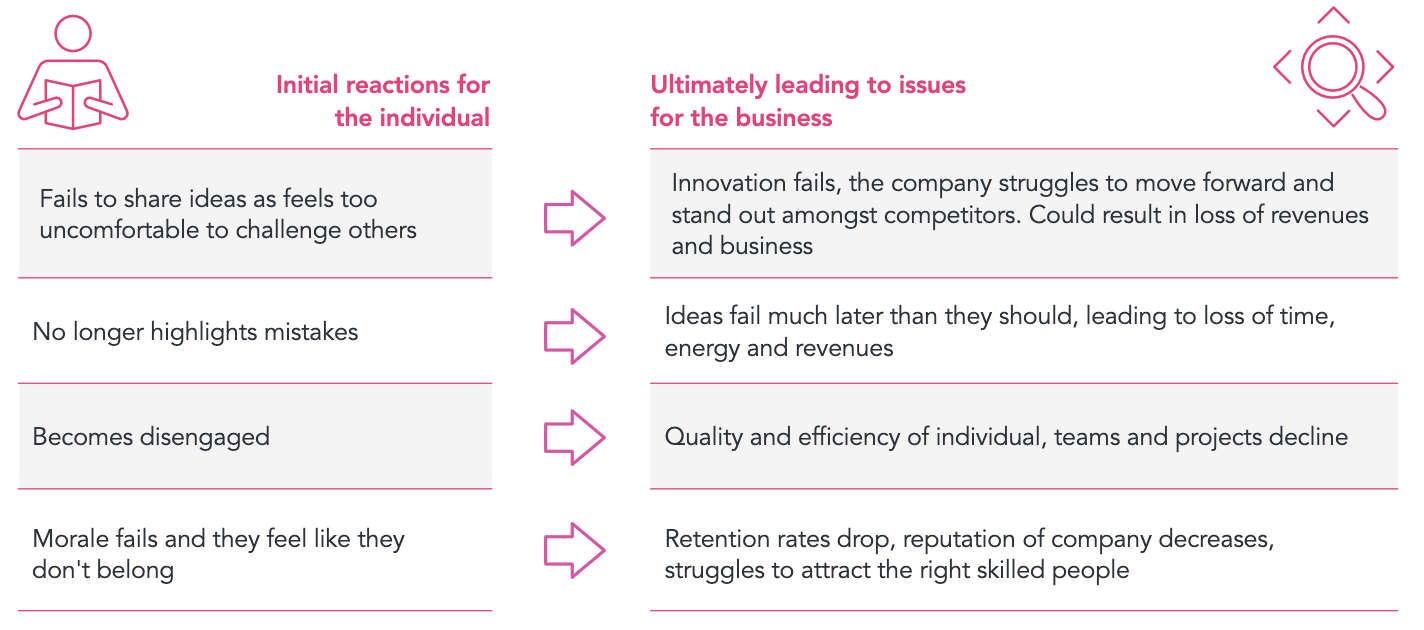 Initial reactions for
the individual
Ultimately leading to issues
for the business
Fails to share ideas as feels too
uncomfortable to challenge others
Innovation fails, the company struggles to move forward and
stand out amongst competitors. Could result in loss of revenues
and business
No longer highlights mistakes
Ideas fail much later than they should, leading to loss of time,
energy and revenues
Becomes disengaged
Quality and efficiency of individual, teams and projects decline
Morale fails and they feel like they
don't belong
Retention rates drop, reputation of company decreases,
struggles to attract the right skilled people